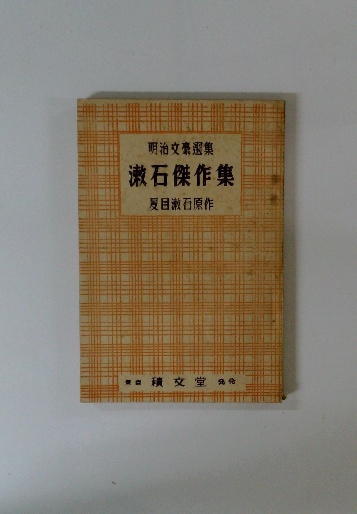 明治文豪選集
漱石傑作集
夏目漱石原作
積文堂